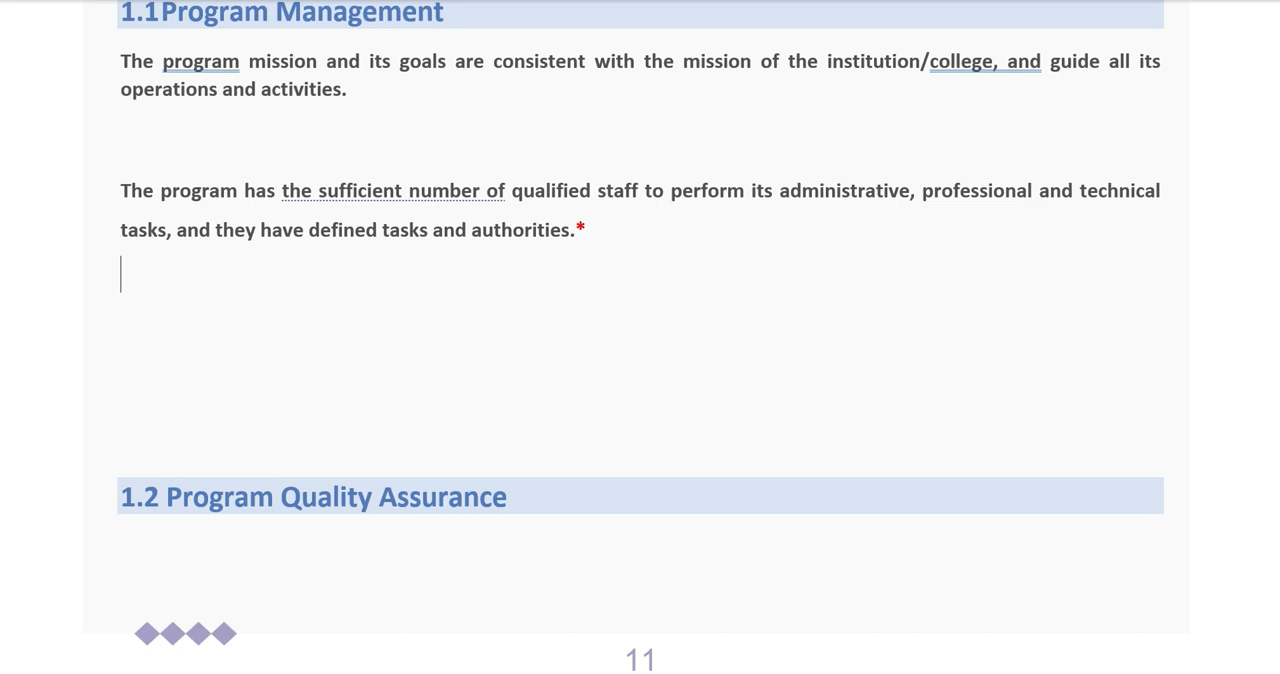 1.1Program Management
The program mission and its goals are consistent with the mission of the institution/college, and guide all its
operations and activities.
The program has the sufficient number of qualified staff to perform its administrative, professional and technical
tasks, and they have defined tasks and authorities.*
1.2 Program Quality Assurance
11